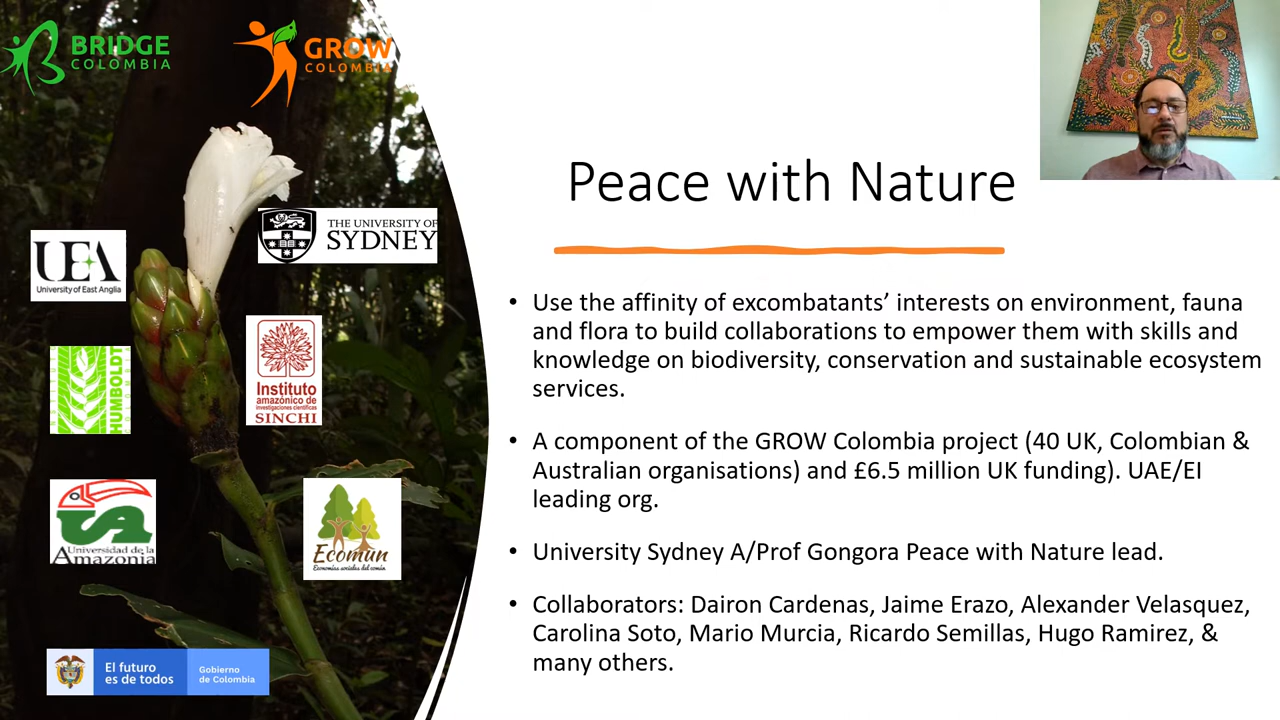 BRIDGE
COLOMBIA
GROW
COLOMBIA
Peace with Nature
THE UNIVERSITY OF
SYDNEY
UEA
University of East Anglia
HUMBOLDT
Instituto
amazónico de
investigaciones científicas
SINCHI
Universidad de la
Amazonia
Ecomún
Economías sociales del común
El futuro
es de todos
Gobierno
de Colombia
• Use the affinity of excombatants’ interests on environment, fauna
and flora to build collaborations to empower them with skills and
knowledge on biodiversity, conservation and sustainable ecosystem
services.
• A component of the GROW Colombia project (40 UK, Colombian &
Australian organisations) and £6.5 million UK funding). UAE/EI
leading org.
• University Sydney A/Prof Gongora Peace with Nature lead.
• Collaborators: Dairon Cardenas, Jaime Erazo, Alexander Velasquez,
Carolina Soto, Mario Murcia, Ricardo Semillas, Hugo Ramirez, &
many others.